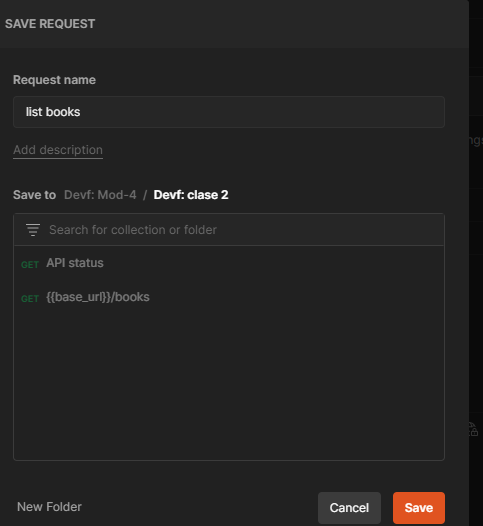 SAVE REQUEST
Request name
list books
Add description
Save to Devf: Mod-4 / Devf: clase 2
Search for collection or folder
GET API status
GET {{base_url}}/books
New Folder Cancel Save